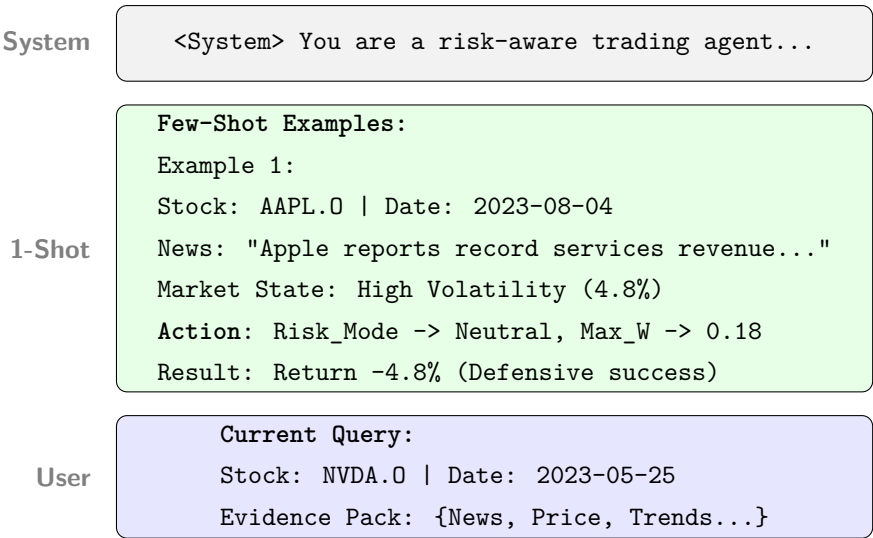 System
<System> You are a risk-aware trading agent...
Few-Shot Examples:
Example 1:
Stock: AAPL.O | Date: 2023-08-04
1-Shot
News: "Apple reports record services revenue..."
Market State: High Volatility (4.8%)
Action: Risk_Mode -> Neutral, Max_W -> 0.18
Result: Return -4.8% (Defensive success)
Current Query:
User
Stock: NVDA.O | Date: 2023-05-25
Evidence Pack: {News, Price, Trends...}